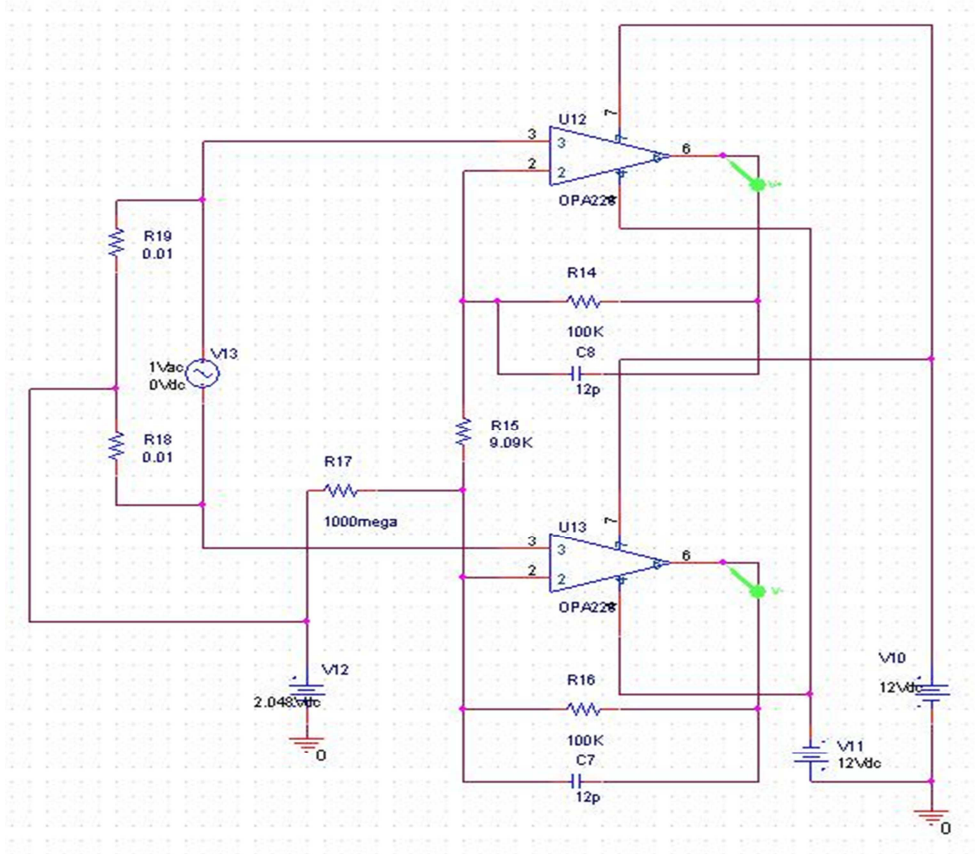 7
U12
3
3
6
2
2
OPA228
4
V+
R19
0.01
R14
100K
C8
12p
V13
1Vac
0Vdc
R18
0.01
R15
9.09K
R17
1000mega
7
U13
3
3
6
2
2
OPA228
4
V-
V12
2.048Vdc
0
R16
100K
C7
12p
V10
12Vdc
V11
12Vdc
0